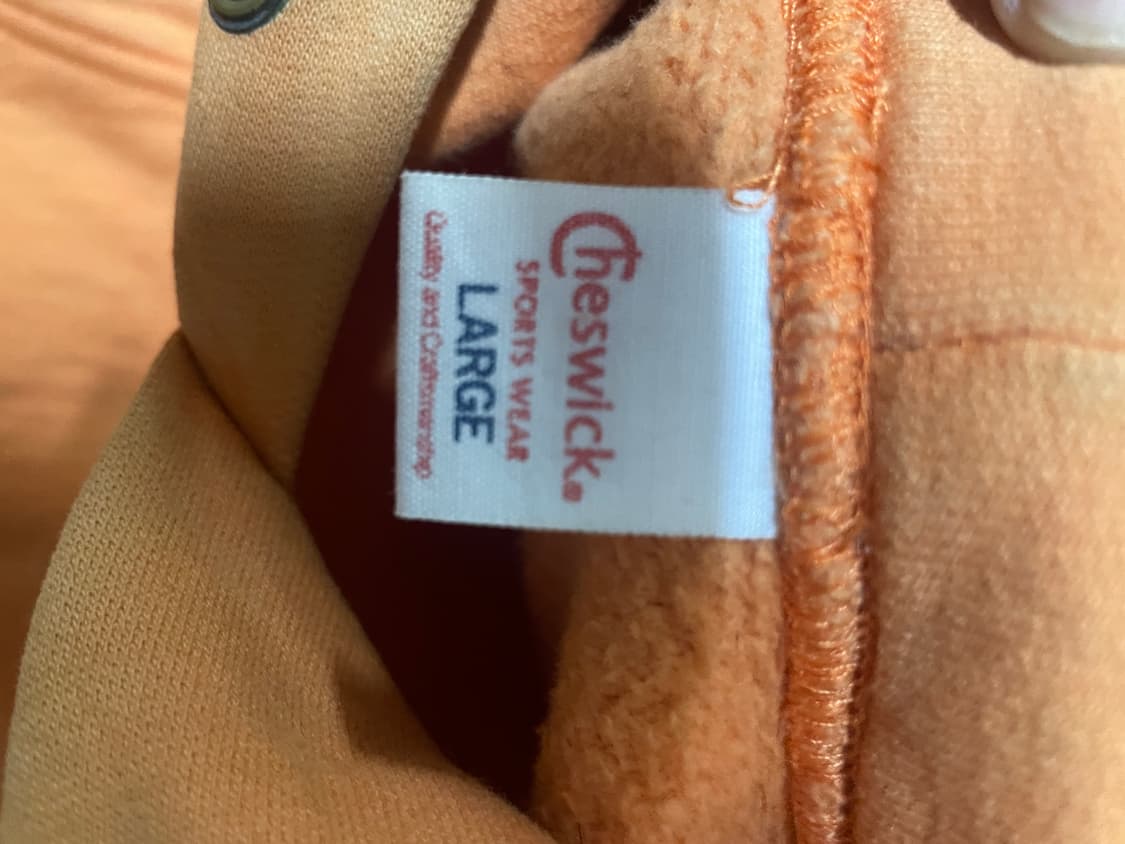 Cheswick®
SPORTS WEAR
LARGE
Quality and Craftsmanship